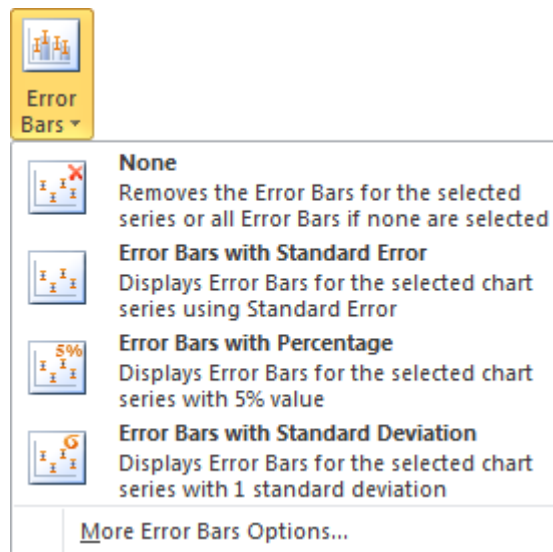 Error
Bars
None
Removes the Error Bars for the selected
series or all Error Bars if none are selected
Error Bars with Standard Error
Displays Error Bars for the selected chart
series using Standard Error
5%
Error Bars with Percentage
Displays Error Bars for the selected chart
series with 5% value
σ
Error Bars with Standard Deviation
Displays Error Bars for the selected chart
series with 1 standard deviation
More Error Bars Options...